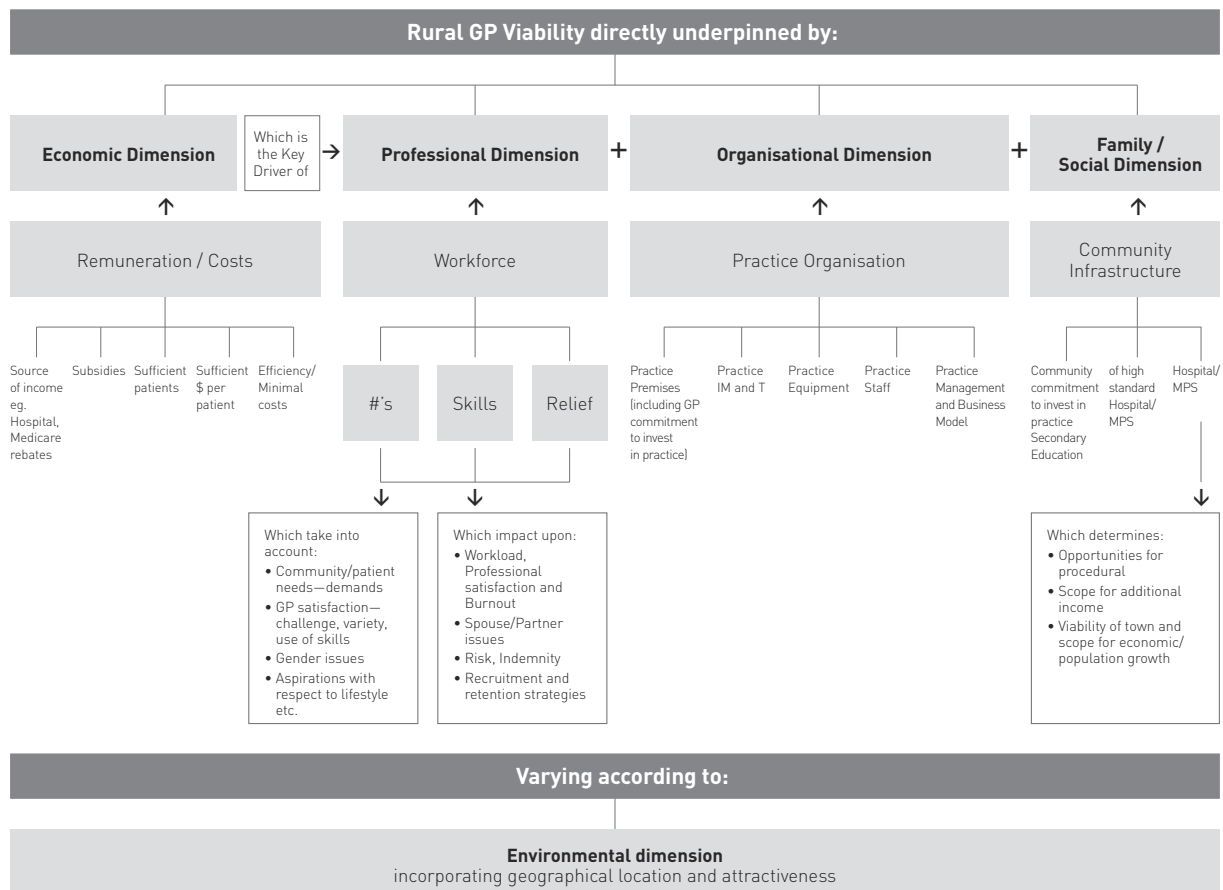 Rural GP Viability directly underpinned by:
Economic Dimension
Which is
the Key
Driver of
→
Professional Dimension
+
Organisational Dimension
+
Family /
Social Dimension
Remuneration / Costs
Workforce
Practice Organisation
Community
Infrastructure
Source
of income
eg.
Hospital,
Medicare
rebates
Subsidies
Sufficient
patients
Sufficient
$ per
patient
Efficiency/
Minimal
costs
#'s
Skills
Relief
Practice
Premises
(including GP
commitment
to invest
in practice)
Practice
IM and T
Practice
Equipment
Practice
Staff
Practice
Management
and Business
Model
Community
commitment
to invest in
practice
Secondary
Education
of high
standard
Hospital/
MPS
Hospital/
MPS
Which take into
account:
• Community/patient
needs—demands
• GP satisfaction—
challenge, variety,
use of skills
• Gender issues
• Aspirations with
respect to lifestyle
etc.
Which impact upon:
• Workload,
Professional
satisfaction and
Burnout
• Spouse/Partner
issues
• Risk, Indemnity
• Recruitment and
retention strategies
Which determines:
• Opportunities for
procedural
• Scope for additional
income
• Viability of town and
scope for economic/
population growth
Varying according to:
Environmental dimension
incorporating geographical location and attractiveness